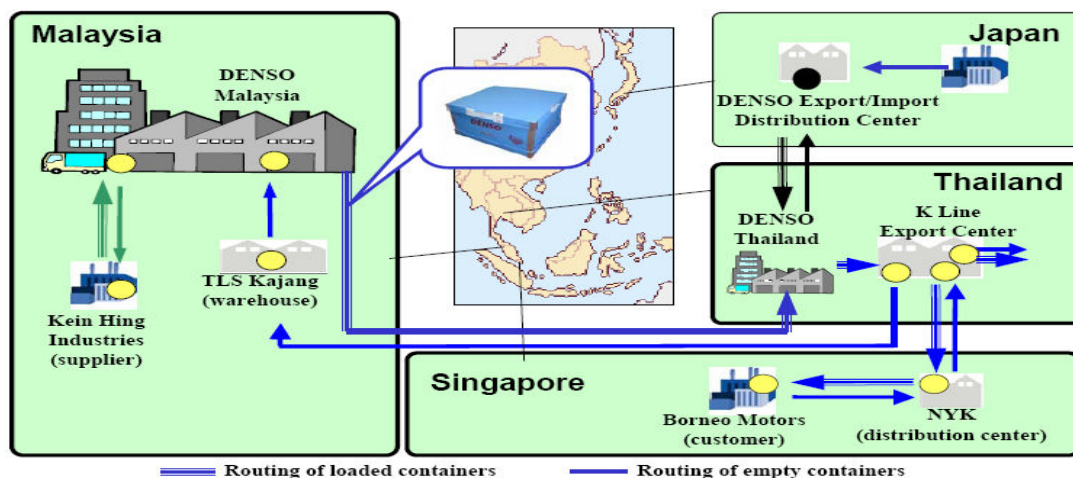 Malaysia
DENSO
Malaysia
Kein Hing
Industries
(supplier)
TLS Kajang
(warehouse)
DENSO
Japan
DENSO Export/Import
Distribution Center
Thailand
DENSO
Thailand
K Line
Export Center
Singapore
Borneo Motors
(customer)
NYK
(distribution center)
Routing of loaded containers
Routing of empty containers